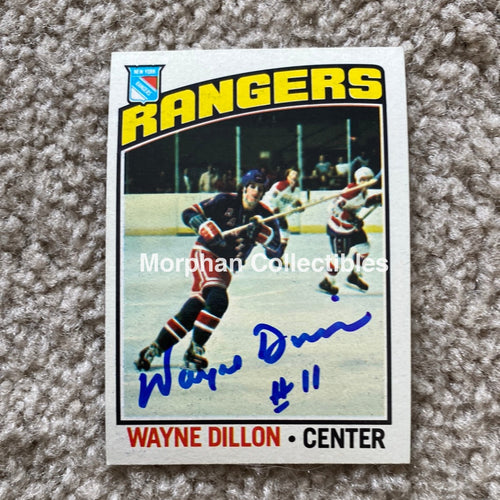 NEW YORK
RANGERS
RANGERS
Morphan Collectibles
Wayne Dillon
#11
WAYNE DILLON • CENTER